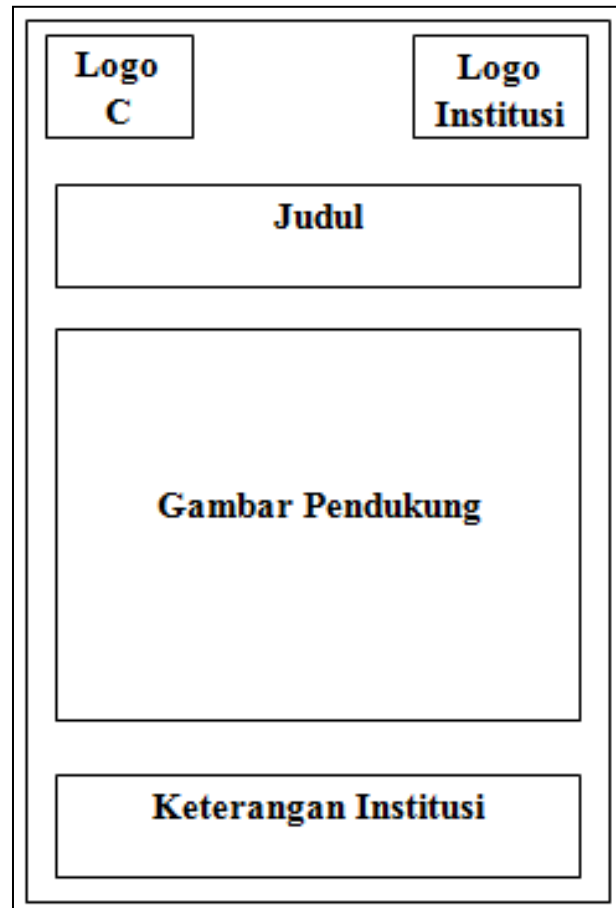 Logo
C
Logo
Institusi
Judul
Gambar Pendukung
Keterangan Institusi